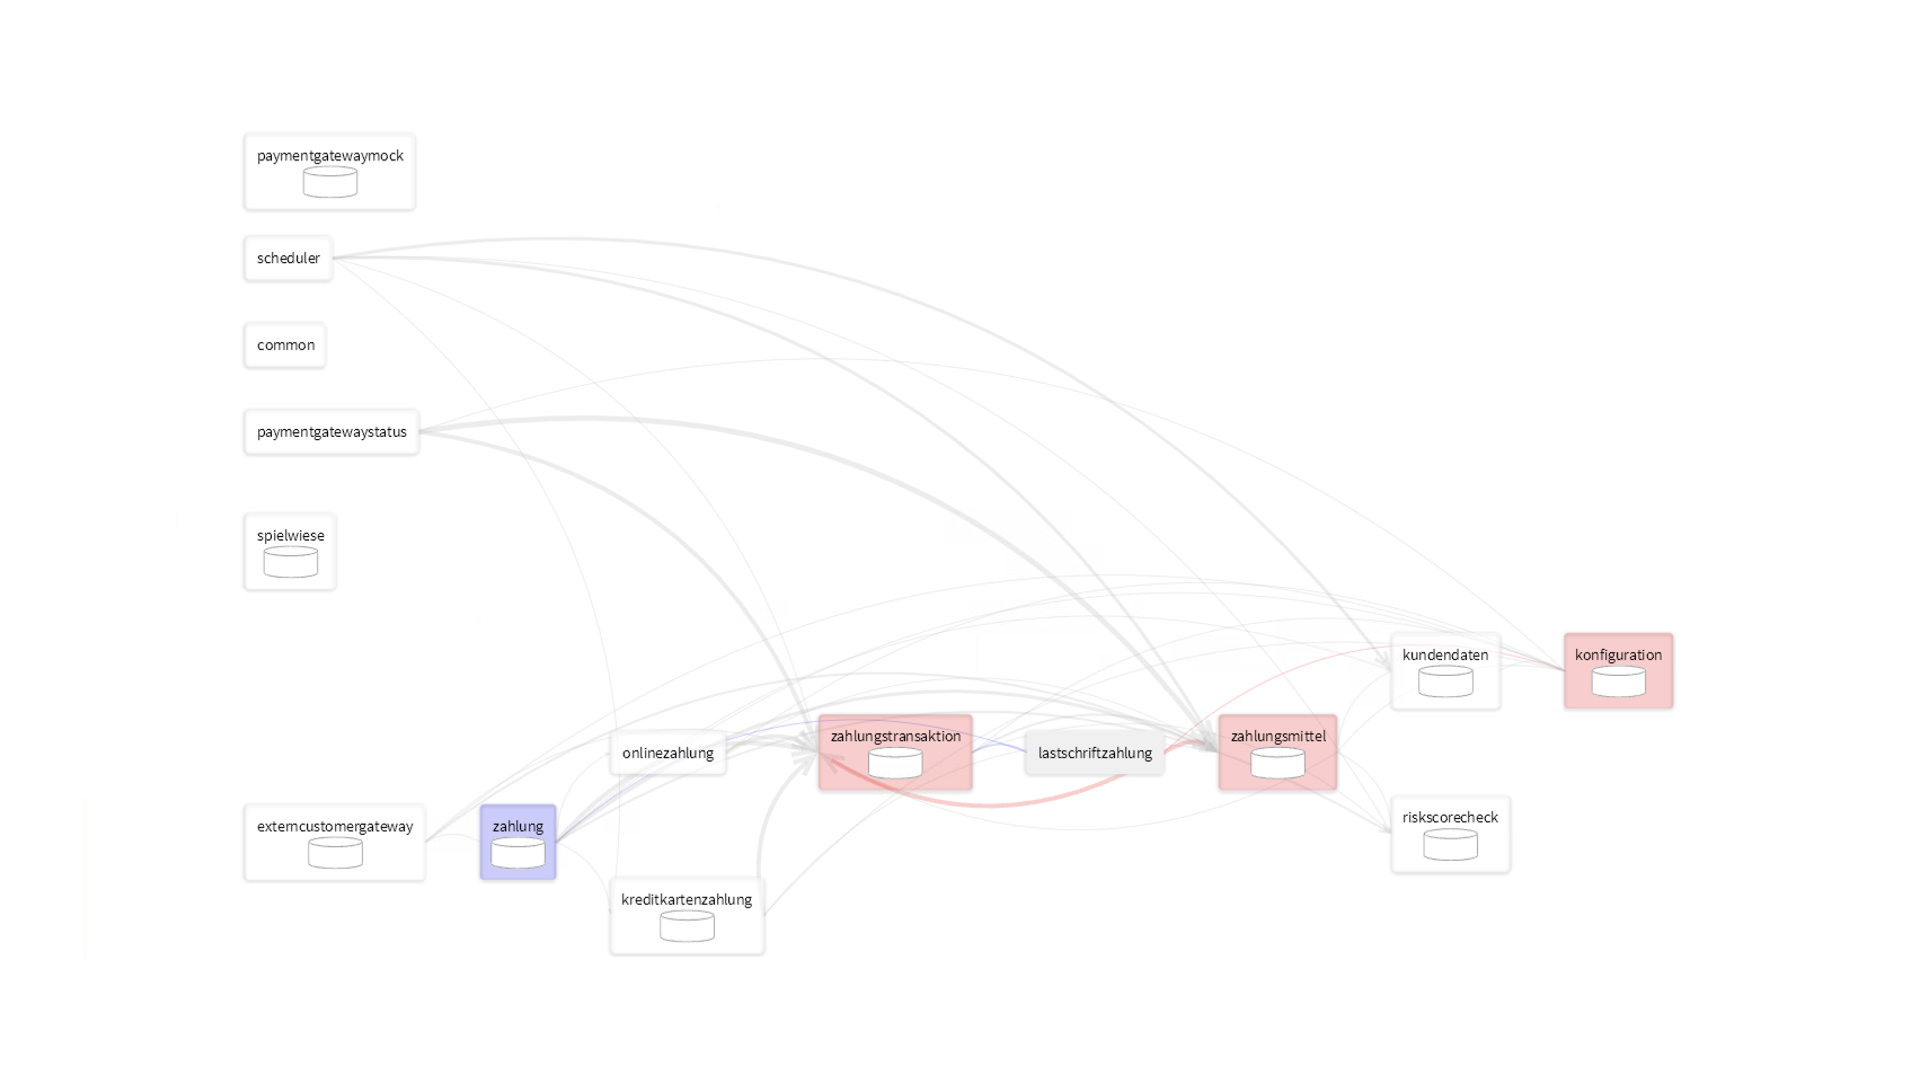 paymentgatewaymock
scheduler
common
paymentgatewaystatus
spielwiese
kundendaten
konfiguration
zahlungstransaktion
zahlungsmittel
onlinezahlung
lastschriftzahlung
riskscorecheck
externcustomergateway
zahlung
kreditkartenzahlung